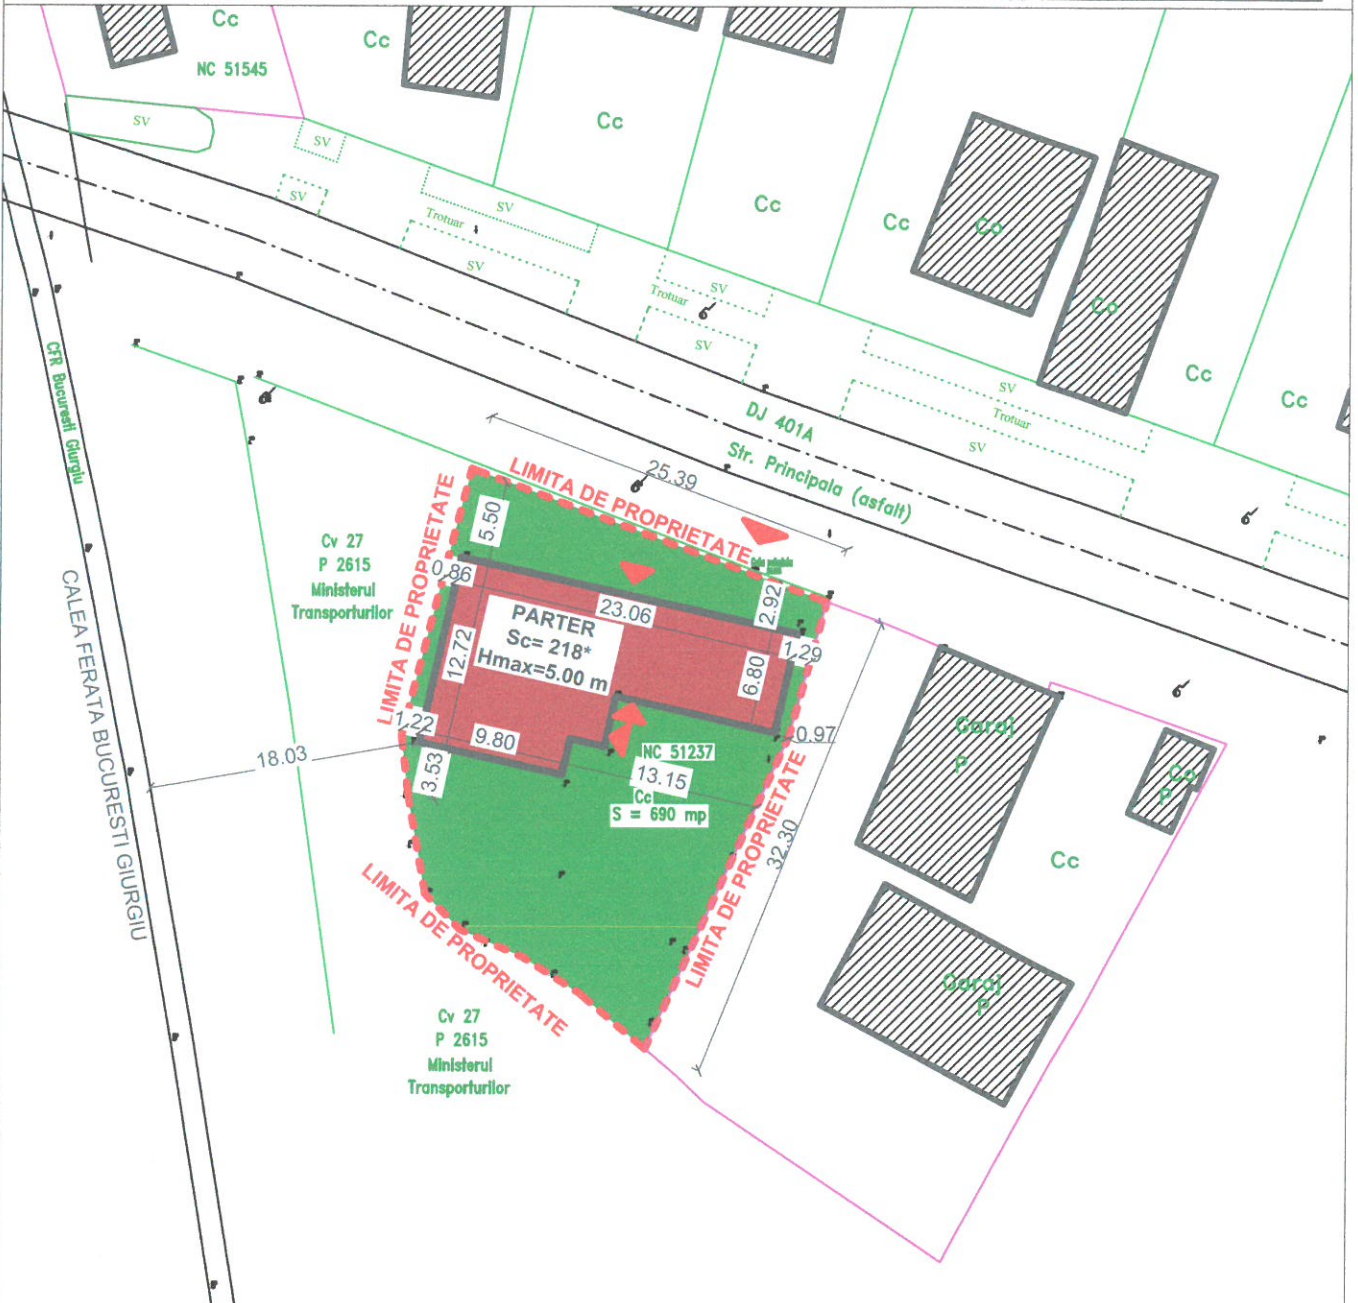 Cc
NC 51545
Cc
SV
SV
Cc
SV
SV
Trotuar
SV
Cc
Cc
Co
SV
Trotuar
SV
SV
Co
Cc
SV
Trotuar
SV
Cc
CFR Bucuresti Giurgiu
DJ 401A
Str. Principala (asfalt)
25.39
LIMITA DE PROPRIETATE
LIMITA DE PROPRIETATE
5.50
Cv 27
P 2615
Ministerul
Transporturilor
0,86
23.06
2.92
PARTER
Sc= 218*
Hmax=5.00 m
12.72
6.80
1,29
1,22
9.80
0.97
18.03
3.53
NC 51237
13.15
Cc
S = 690 mp
32.30
LIMITA DE PROPRIETATE
LIMITA DE PROPRIETATE
CALEA FERATA BUCURESTI GIURGIU
Garaj
P
Co
P
Cc
Garaj
P
Cv 27
P 2615
Ministerul
Transporturilor